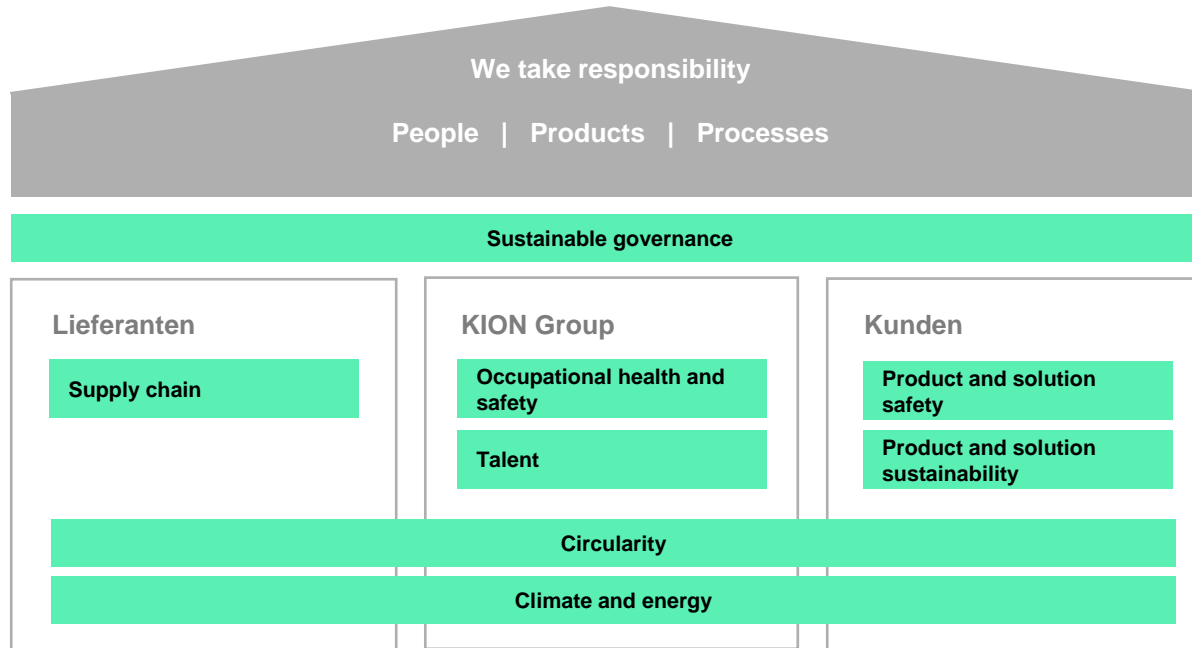 We take responsibility
People | Products | Processes
Sustainable governance
Lieferanten
Supply chain
KION Group
Occupational health and
safety
Talent
Kunden
Product and solution
safety
Product and solution
sustainability
Circularity
Climate and energy